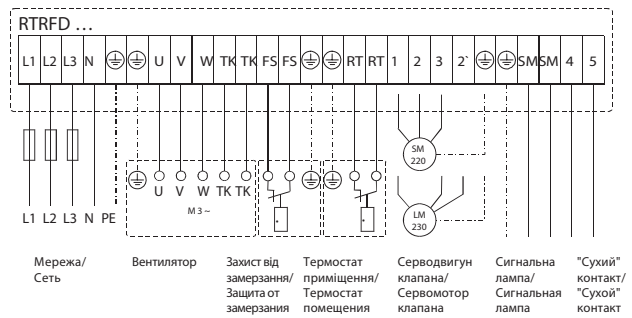 RTRFD ...
L1 L2 L3 N U V W TK TK FS FS RT RT 1 2 3 2` SM SM 4 5
SM
220
U V W TK TK
M 3 ~
LM
230
L1 L2 L3 N PE
Мережа/
Сеть
Вентилятор
Захист від
замерзання/
Защита от
замерзания
Термостат
приміщення/
Термостат
помещения
Серводвигун
клапана/
Сервомотор
клапана
Сигнальна
лампа/
Сигнальная
лампа
"Сухий"
контакт/
"Сухой"
контакт